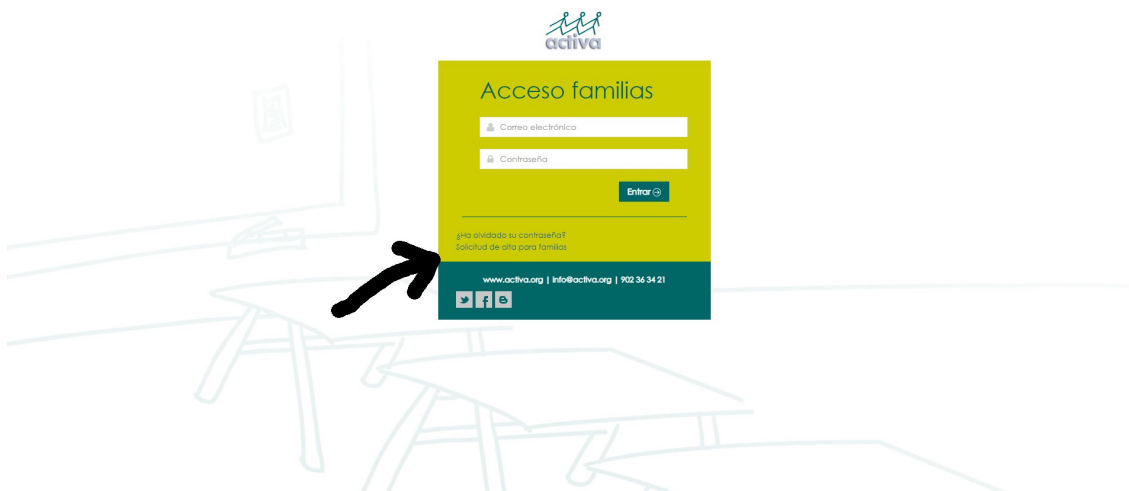 activa
Acceso familias
Correo electrónico
Contraseña
Entrar
¿Ha olvidado su contraseña?
Solicitud de alta para familias
www.activa.org | info@activa.org | 902 36 34 21